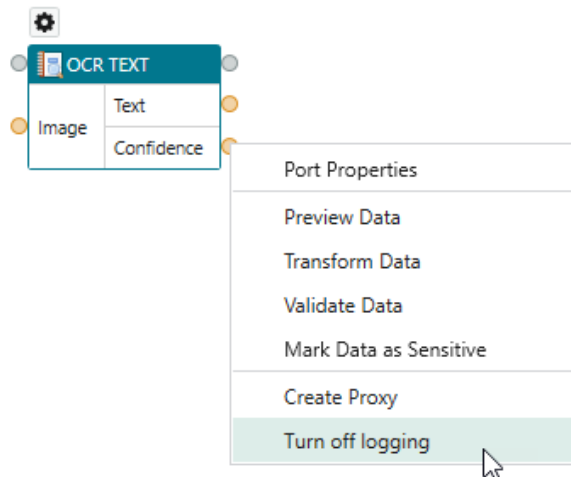 OCR TEXT
Image
Text
Confidence
Port Properties
Preview Data
Transform Data
Validate Data
Mark Data as Sensitive
Create Proxy
Turn off logging